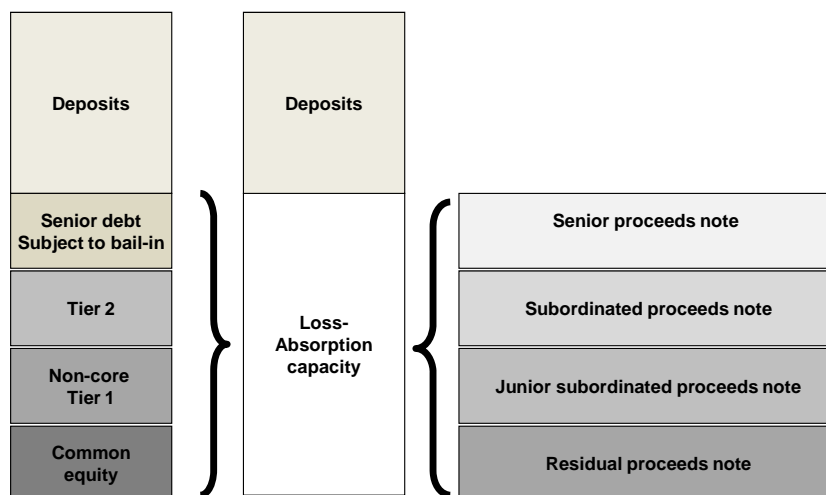 Deposits
Senior debt
Subject to bail-in
Tier 2
Non-core
Tier 1
Common
equity
Deposits
Loss-
Absorption
capacity
Senior proceeds note
Subordinated proceeds note
Junior subordinated proceeds note
Residual proceeds note